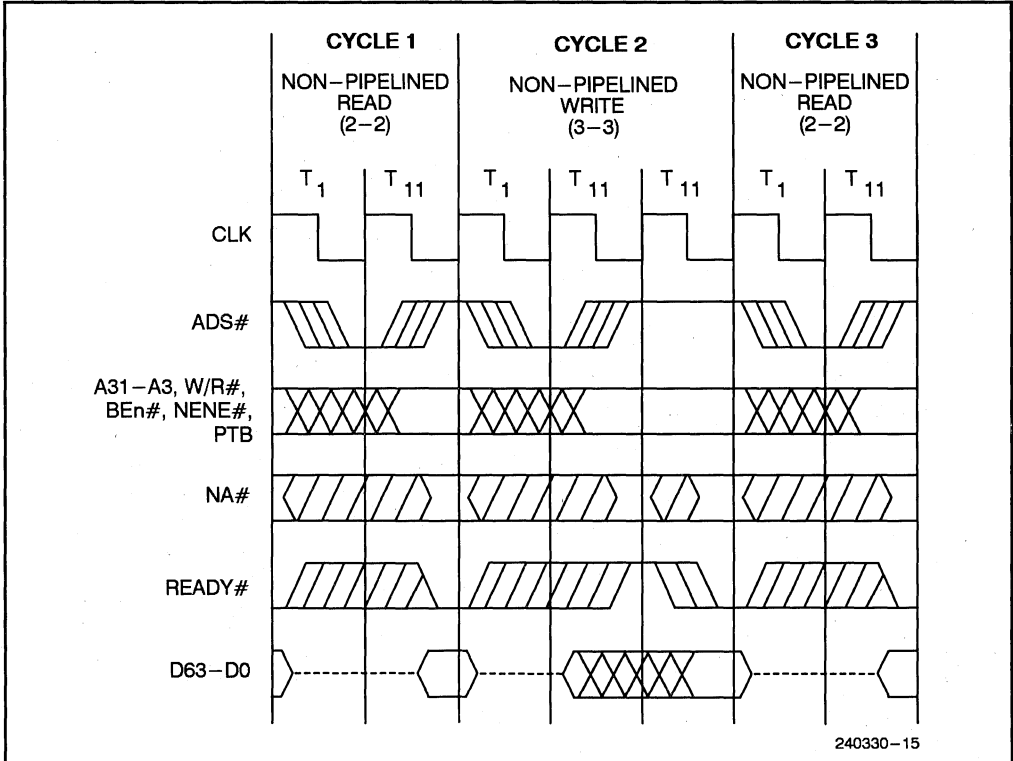 CYCLE 1 CYCLE 2 CYCLE 3
NON−PIPELINED READ (2−2)
NON−PIPELINED WRITE (3−3)
NON−PIPELINED READ (2−2)
T1 T11 T1 T11 T11 T1 T11
CLK
ADS#
A31−A3, W/R#,
BEn#, NENE#,
PTB
NA#
READY#
D63−D0
240330−15